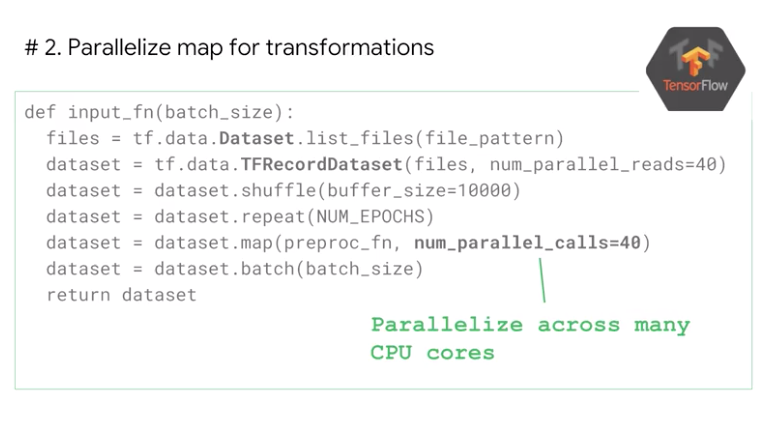 # 2. Parallelize map for transformations
TensorFlow
def input_fn(batch_size):
  files = tf.data.Dataset.list_files(file_pattern)
  dataset = tf.data.TFRecordDataset(files, num_parallel_reads=40)
  dataset = dataset.shuffle(buffer_size=10000)
  dataset = dataset.repeat(NUM_EPOCHS)
  dataset = dataset.map(preproc_fn, num_parallel_calls=40)
  dataset = dataset.batch(batch_size)
  return dataset
Parallelize across many
CPU cores